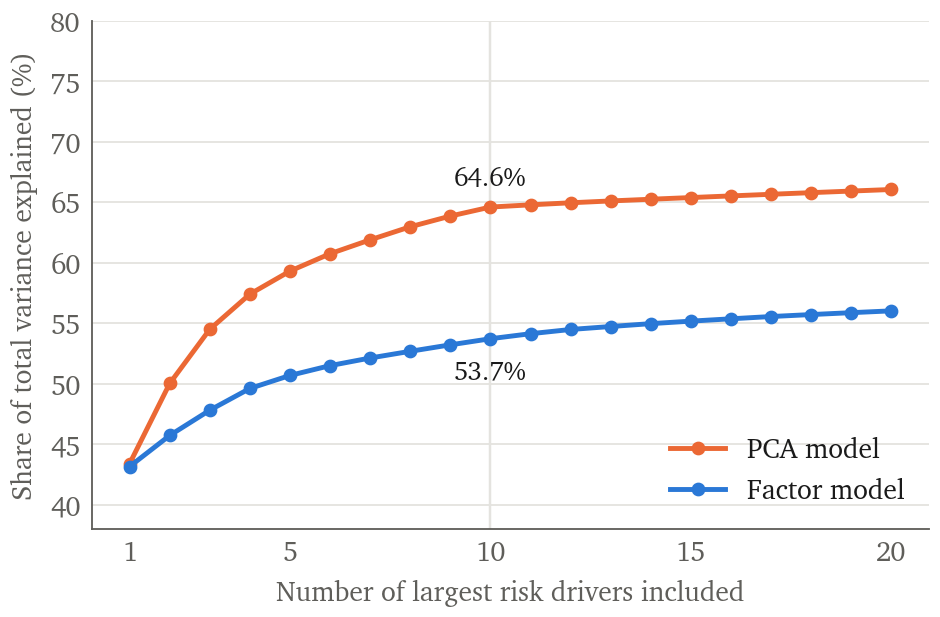 Share of total variance explained (%)
80
75
70
65
60
55
50
45
40
64.6%
53.7%
PCA model
Factor model
1 5 10 15 20
Number of largest risk drivers included